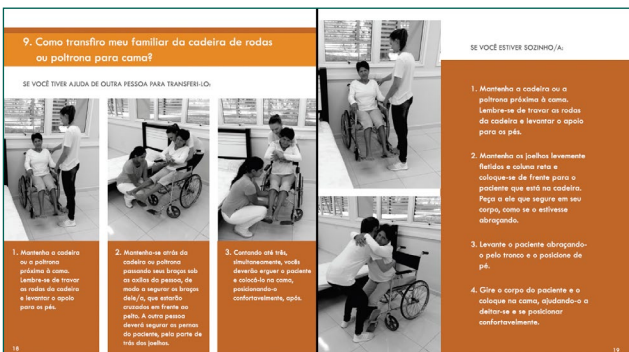 9. Como transfiro meu familiar da cadeira de rodas
ou poltrona para cama?
SE VOCÊ TIVER AJUDA DE OUTRA PESSOA PARA TRANSFERI-LO:
1. Mantenha a cadeira
ou a poltrona
próxima à cama.
Lembre-se de travar
as rodas da cadeira
e levantar o apoio
para os pés.
2. Mantenha-se atrás da
cadeira ou poltrona
passando seus braços sob
as axilas da pessoa, de
modo a segurar os braços
dele/a, que estarão
cruzados em frente ao
peito. A outra pessoa
deverá segurar as pernas
do paciente, pela parte de
trás dos joelhos.
3. Contando até três,
simultaneamente, vocês
deverão erguer o paciente
e colocá-lo na cama,
posicionando-o
confortavelmente, após.
18
SE VOCÊ ESTIVER SOZINHO/A:
1. Mantenha a cadeira ou a
poltrona próxima à cama.
Lembre-se de travar as rodas
da cadeira e levantar o apoio
para os pés.
2. Mantenha os joelhos levemente
fletidos e coluna reta e
coloque-se de frente para o
paciente que está na cadeira.
Peça a ele que segure em seu
corpo, como se o estivesse
abraçando.
3. Levante o paciente abraçando-
o pelo tronco e o posicione de
pé.
4. Gire o corpo do paciente e o
coloque na cama, ajudando-o a
deitar-se e se posicionar
confortavelmente.
19